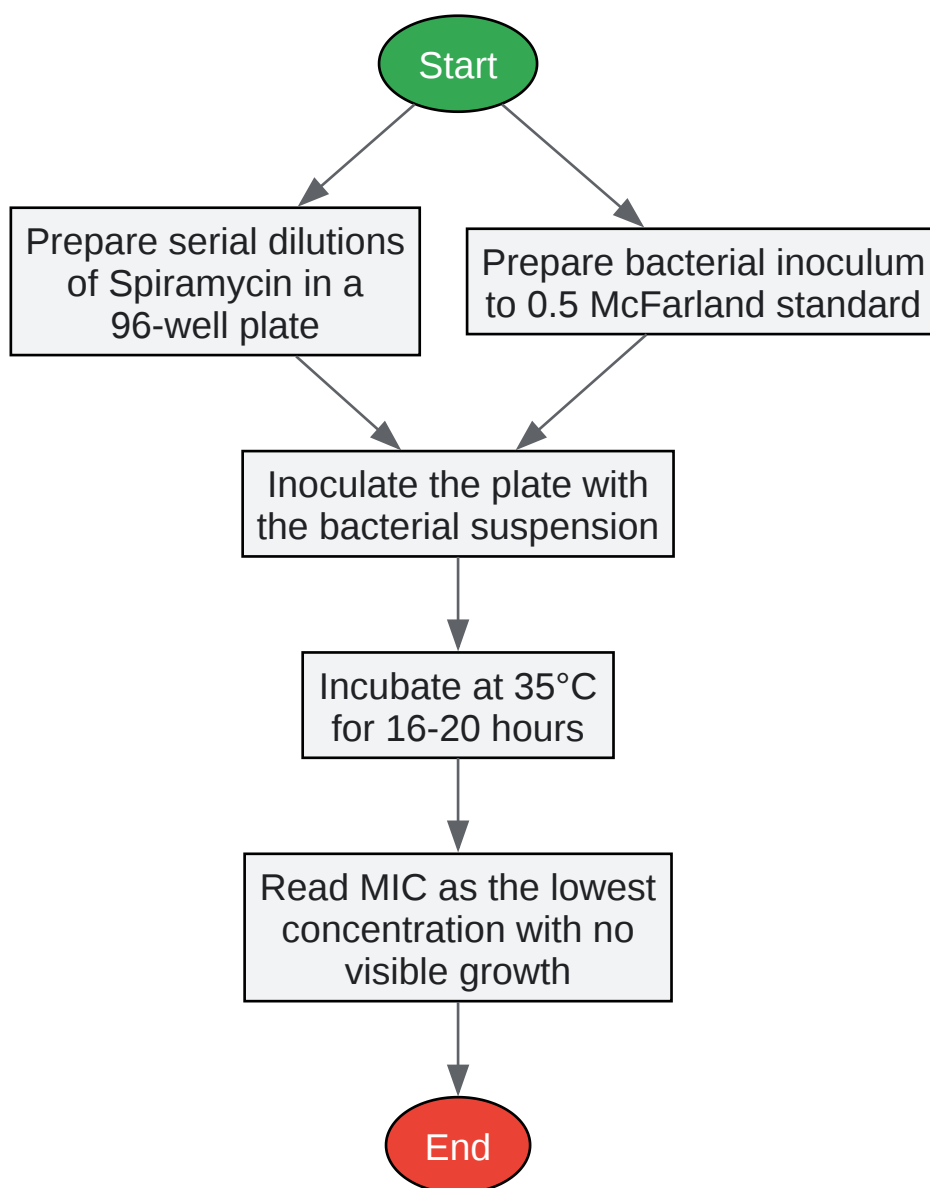 Start
Prepare serial dilutions
of Spiramycin in a
96-well plate
Prepare bacterial inoculum
to 0.5 McFarland standard
Inoculate the plate with
the bacterial suspension
Incubate at 35°C
for 16-20 hours
Read MIC as the lowest
concentration with no
visible growth
End